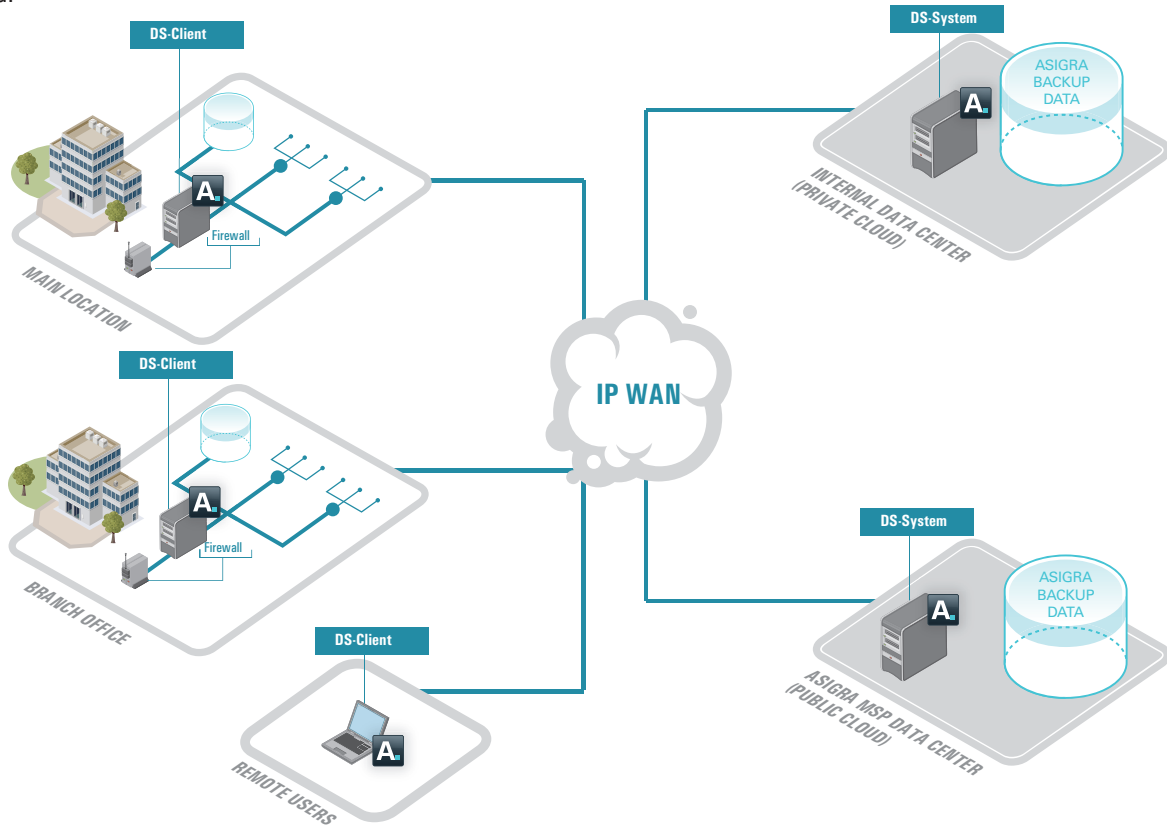 DS-Client
DS-System
ASIGRA
BACKUP
DATA
A.
A.
Firewall
MAIN LOCATION
INTERNAL DATA CENTER
(PRIVATE CLOUD)
DS-Client
IP WAN
A.
Firewall
BRANCH OFFICE
DS-System
ASIGRA
BACKUP
DATA
A.
DS-Client
A.
REMOTE USERS
ASIGRA MSP DATA CENTER
(PUBLIC CLOUD)